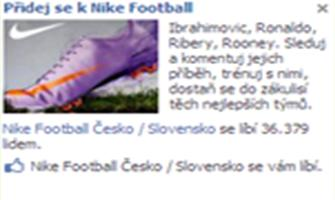 Přidej se k Nike Football
Ibrahimovic, Ronaldo,
Ribery, Rooney. Sleduj
a komentuj jejich
příběh, trénuj s nimi,
dostaň se do zákulisí
těch nejlepších týmů.
Nike Football Česko / Slovensko se líbí 36.379
lidem.
Nike Football Česko / Slovensko se vám líbí.